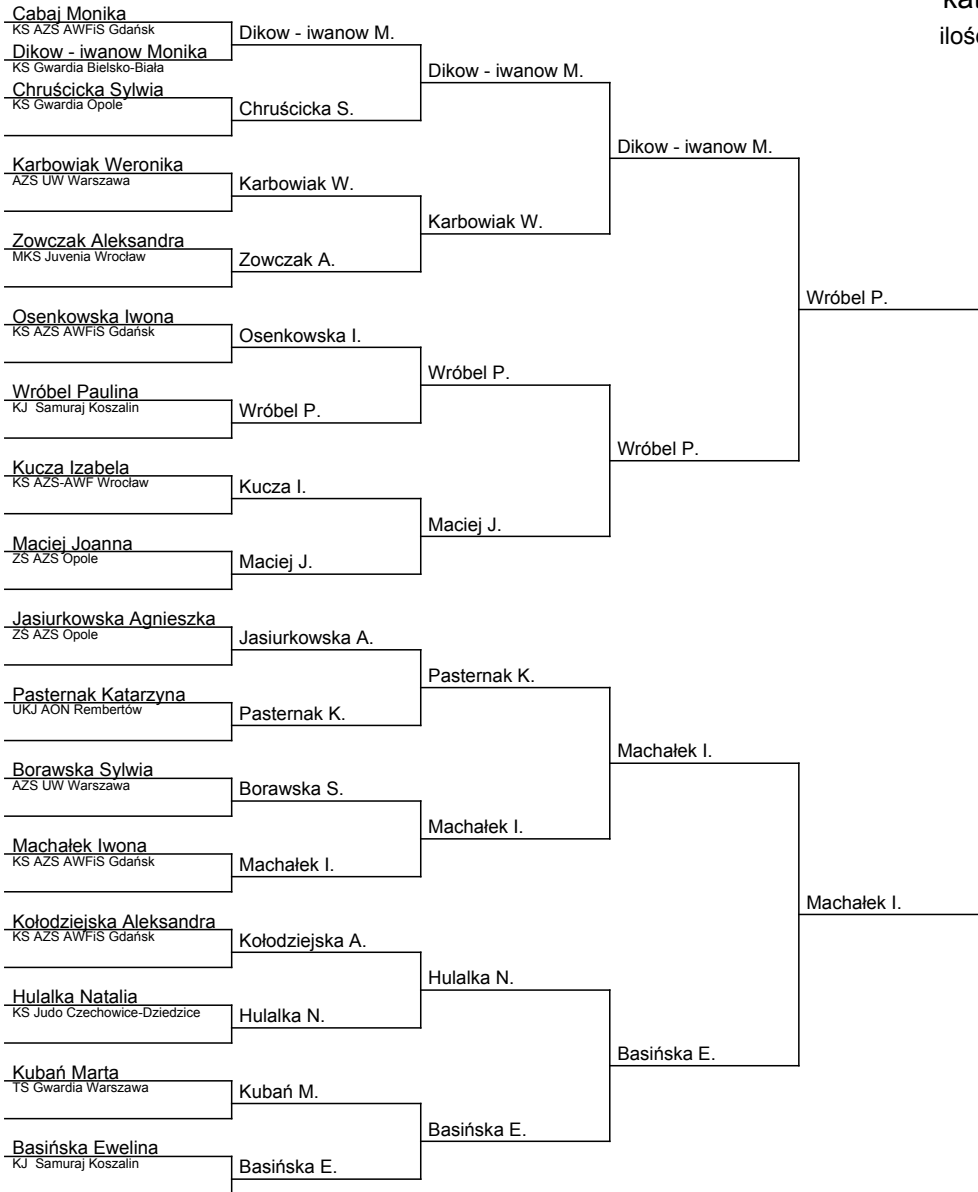 Cabaj Monika
KS AZS AWFiS Gdańsk
Dikow - iwanow Monika
KS Gwardia Bielsko-Biała
Chruścicka Sylwia
KS Gwardia Opole
Karbowiak Weronika
AZS UW Warszawa
Zowczak Aleksandra
MKS Juvenia Wrocław
Osenkowska Iwona
KS AZS AWFiS Gdańsk
Wróbel Paulina
KJ Samuraj Koszalin
Kucza Izabela
KS AZS-AWF Wrocław
Maciej Joanna
ZŚ AZS Opole
Jasiurkowska Agnieszka
ZŚ AZS Opole
Pasternak Katarzyna
UKJ AON Rembertów
Borawska Sylwia
AZS UW Warszawa
Machałek Iwona
KS AZS AWFiS Gdańsk
Kołodziejska Aleksandra
KS AZS AWFiS Gdańsk
Hulalka Natalia
KS Judo Czechowice-Dziedzice
Kubań Marta
TS Gwardia Warszawa
Basińska Ewelina
KJ Samuraj Koszalin
Dikow - iwanow M.
Chruścicka S.
Karbowiak W.
Zowczak A.
Osenkowska I.
Wróbel P.
Kucza I.
Maciej J.
Jasiurkowska A.
Pasternak K.
Borawska S.
Machałek I.
Kołodziejska A.
Hulalka N.
Kubań M.
Basińska E.
Dikow - iwanow M.
Karbowiak W.
Wróbel P.
Maciej J.
Pasternak K.
Machałek I.
Hulalka N.
Basińska E.
Dikow - iwanow M.
Wróbel P.
Machałek I.
Basińska E.
Wróbel P.
Machałek I.